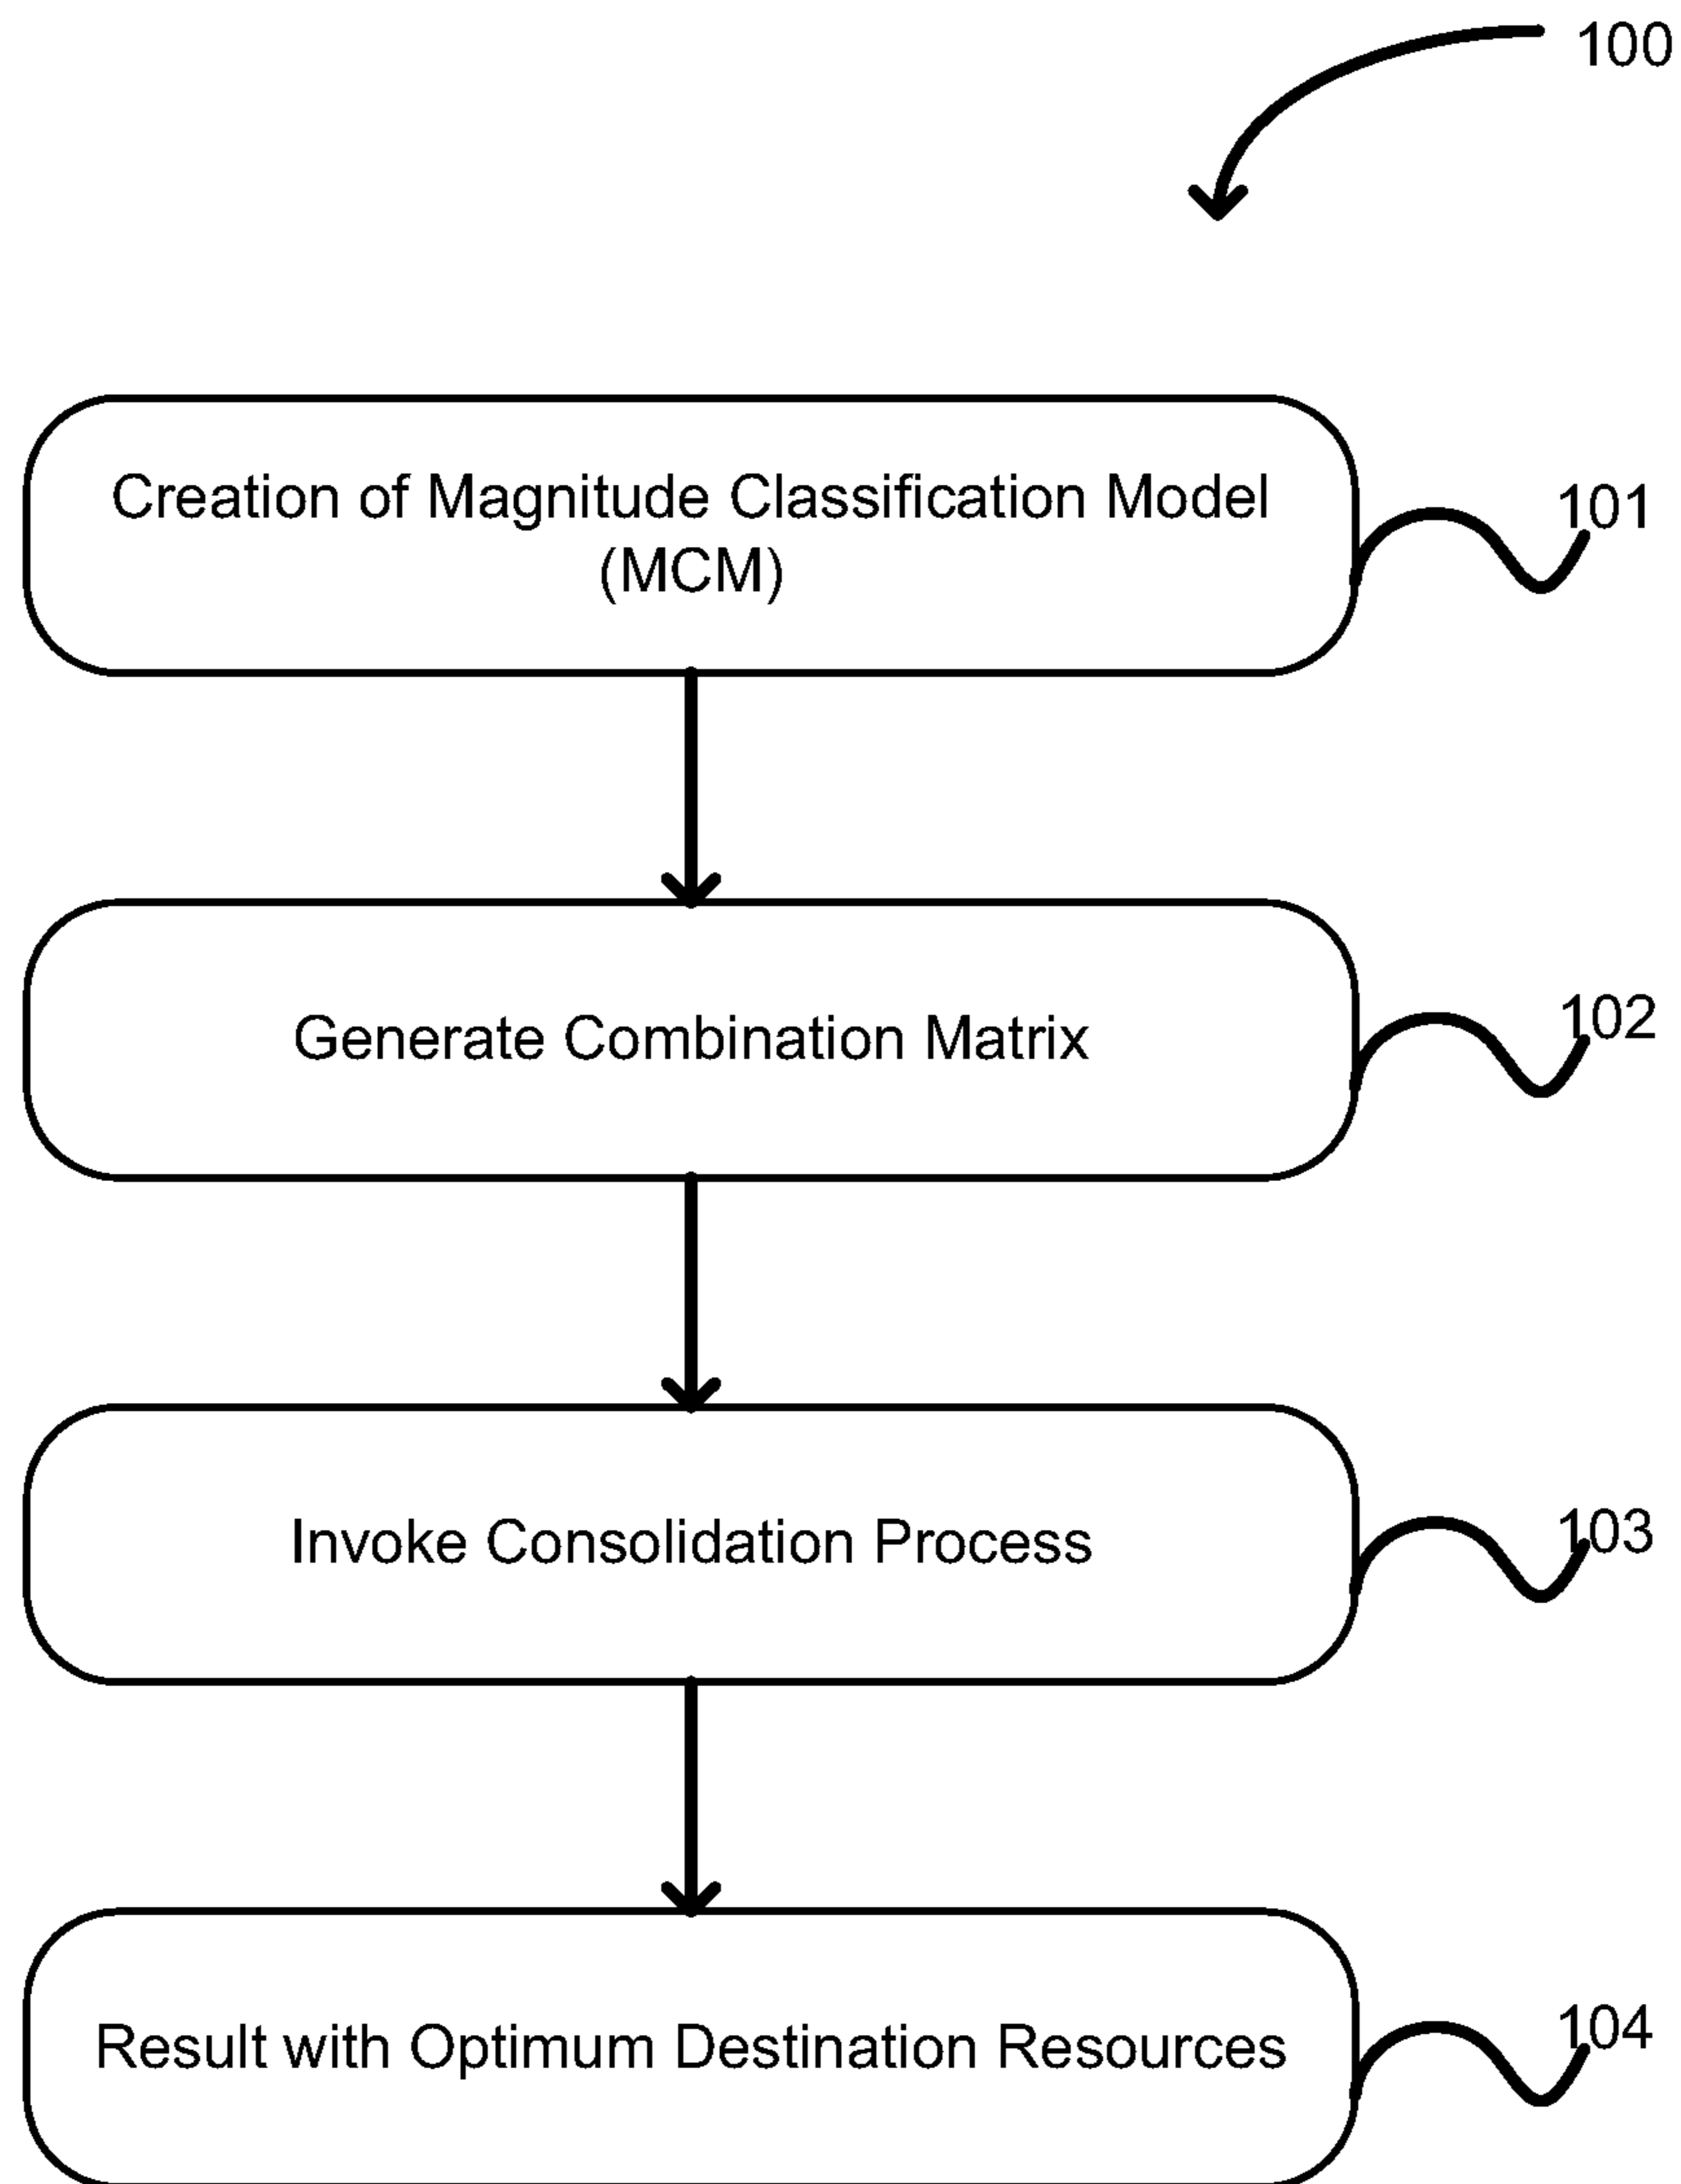 100
Creation of Magnitude Classification Model
(MCM)
101
Generate Combination Matrix
102
Invoke Consolidation Process
103
Result with Optimum Destination Resources
104